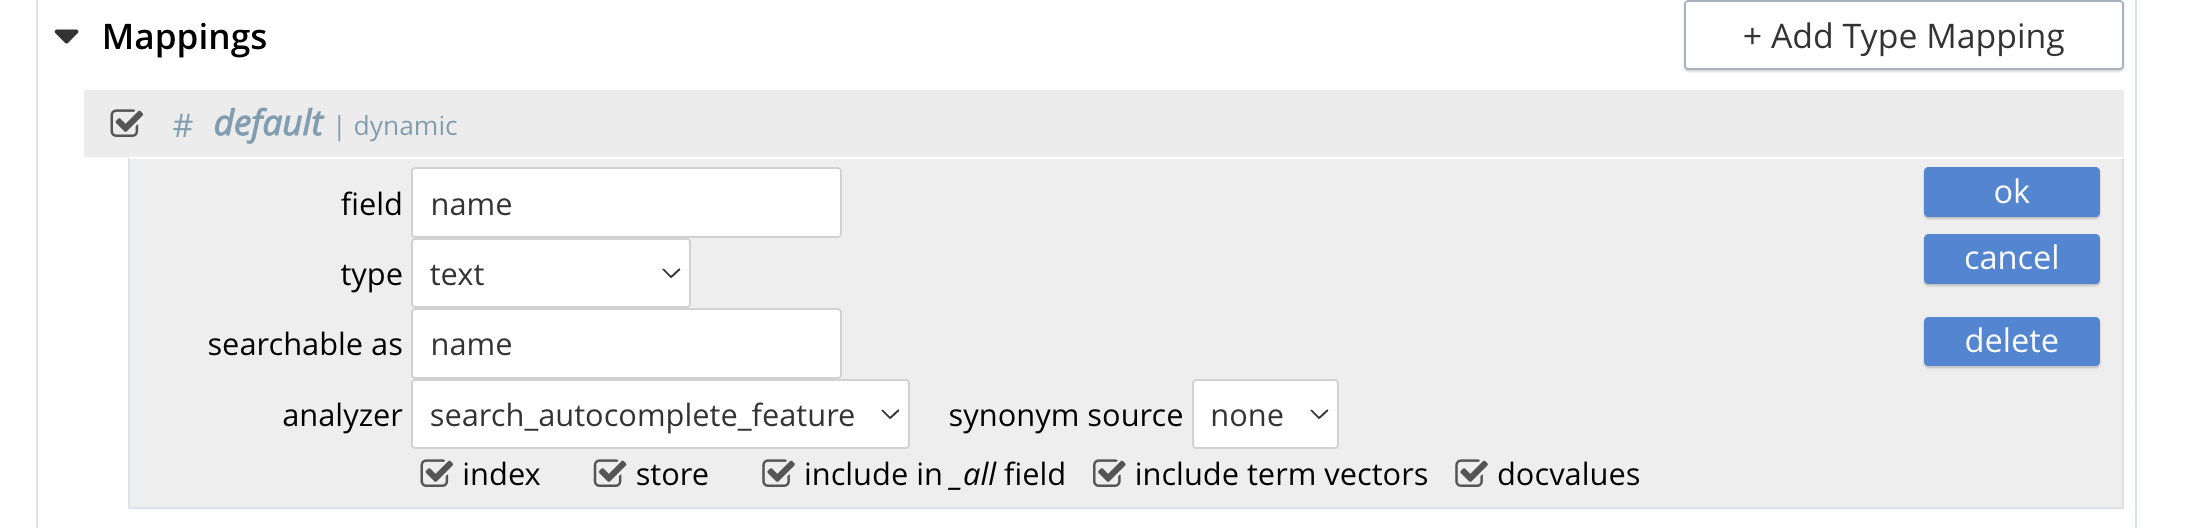 Mappings
+ Add Type Mapping
# default | dynamic
field name
ok
type text
cancel
searchable as name
delete
analyzer search_autocomplete_feature synonym source none
index store include in _all field include term vectors docvalues